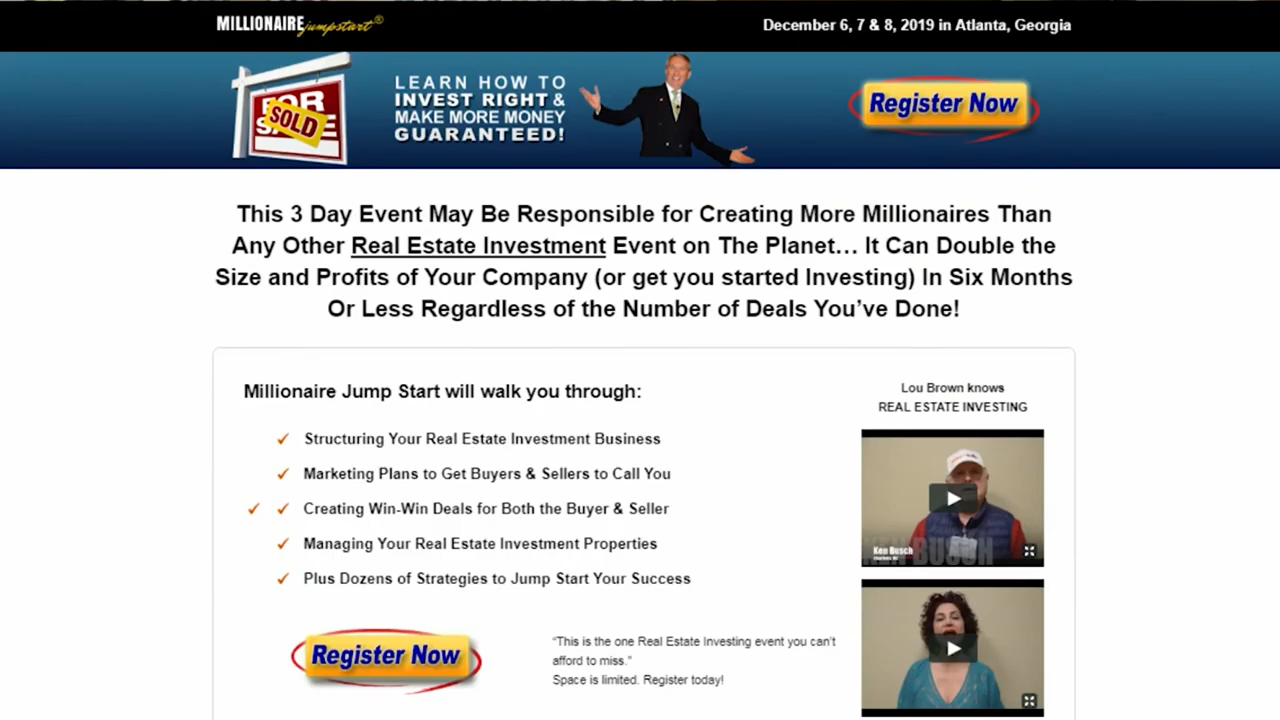 MILLIONAIRE jumpstart®
December 6, 7 & 8, 2019 in Atlanta, Georgia
FOR
SALE
SOLD
LEARN HOW TO
INVEST RIGHT &
MAKE MORE MONEY
GUARANTEED!
Register Now
This 3 Day Event May Be Responsible for Creating More Millionaires Than
Any Other Real Estate Investment Event on The Planet… It Can Double the
Size and Profits of Your Company (or get you started Investing) In Six Months
Or Less Regardless of the Number of Deals You’ve Done!
Millionaire Jump Start will walk you through:
Structuring Your Real Estate Investment Business
Marketing Plans to Get Buyers & Sellers to Call You
Creating Win-Win Deals for Both the Buyer & Seller
Managing Your Real Estate Investment Properties
Plus Dozens of Strategies to Jump Start Your Success
Register Now
“This is the one Real Estate Investing event you can’t
afford to miss.”
Space is limited. Register today!
Lou Brown knows
REAL ESTATE INVESTING
Ken Busch
KEN BUSCH